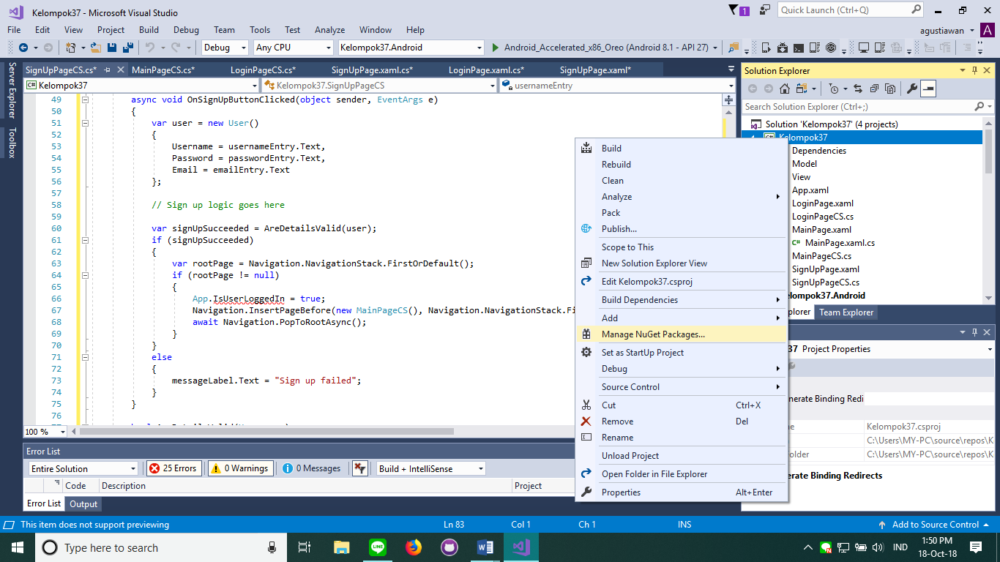 Kelompok37 - Microsoft Visual Studio
1
Quick Launch (Ctrl+Q)
File Edit View Project Build Debug Team Tools Test Analyze Window Help
agustiawan A
Debug Any CPU Kelompok37.Android Android_Accelerated_x86_Oreo (Android 8.1 - API 27)
Server Explorer
Toolbox
SignUpPageCS.cs* MainPageCS.cs* LoginPageCS.cs* SignUpPage.xaml.cs* LoginPage.xaml.cs* SignUpPage.xaml*
C# Kelompok37 Kelompok37.SignUpPageCS usernameEntry
49 async void OnSignUpButtonClicked(object sender, EventArgs e)
50 {
51 var user = new User()
52 {
53 Username = usernameEntry.Text,
54 Password = passwordEntry.Text,
55 Email = emailEntry.Text
56 };
57
58 // Sign up logic goes here
59
60 var signUpSucceeded = AreDetailsValid(user);
61 if (signUpSucceeded)
62 {
63 var rootPage = Navigation.NavigationStack.FirstOrDefault();
64 if (rootPage != null)
65 {
66 App.IsUserLoggedIn = true;
67 Navigation.InsertPageBefore(new MainPageCS(), Navigation.NavigationStack.Fi
68 await Navigation.PopToRootAsync();
69 }
70 }
71 else
72 {
73 messageLabel.Text = "Sign up failed";
74 }
75 }
76
100 %
Error List
Entire Solution 25 Errors 0 Warnings 0 Messages Build + IntelliSense
Code Description Project
Error List Output
Build
Rebuild
Clean
Analyze
Pack
Publish...
Scope to This
New Solution Explorer View
Edit Kelompok37.csproj
Build Dependencies
Add
Manage NuGet Packages...
Set as StartUp Project
Debug
Source Control
Cut Ctrl+X
Remove Del
Rename
Unload Project
Open Folder in File Explorer
Properties Alt+Enter
Solution Explorer
Search Solution Explorer (Ctrl+;)
Solution 'Kelompok37' (4 projects)
Kelompok37
Dependencies
Model
View
App.xaml
LoginPage.xaml
LoginPageCS.cs
MainPage.xaml
C# MainPage.xaml.cs
MainPageCS.cs
SignUpPage.xaml
SignUpPageCS.cs
elompok37.Android
plorer Team Explorer
37 Project Properties
nerate Binding Redi
ne Kelompok37.csproj
C:\Users\MY-PC\source\repos\K
older C:\Users\MY-PC\source\repos\K
erate Binding Redirects
This item does not support previewing Ln 83 Col 1 Ch 1 INS Add to Source Control
Type here to search
IND
1:50 PM
18-Oct-18